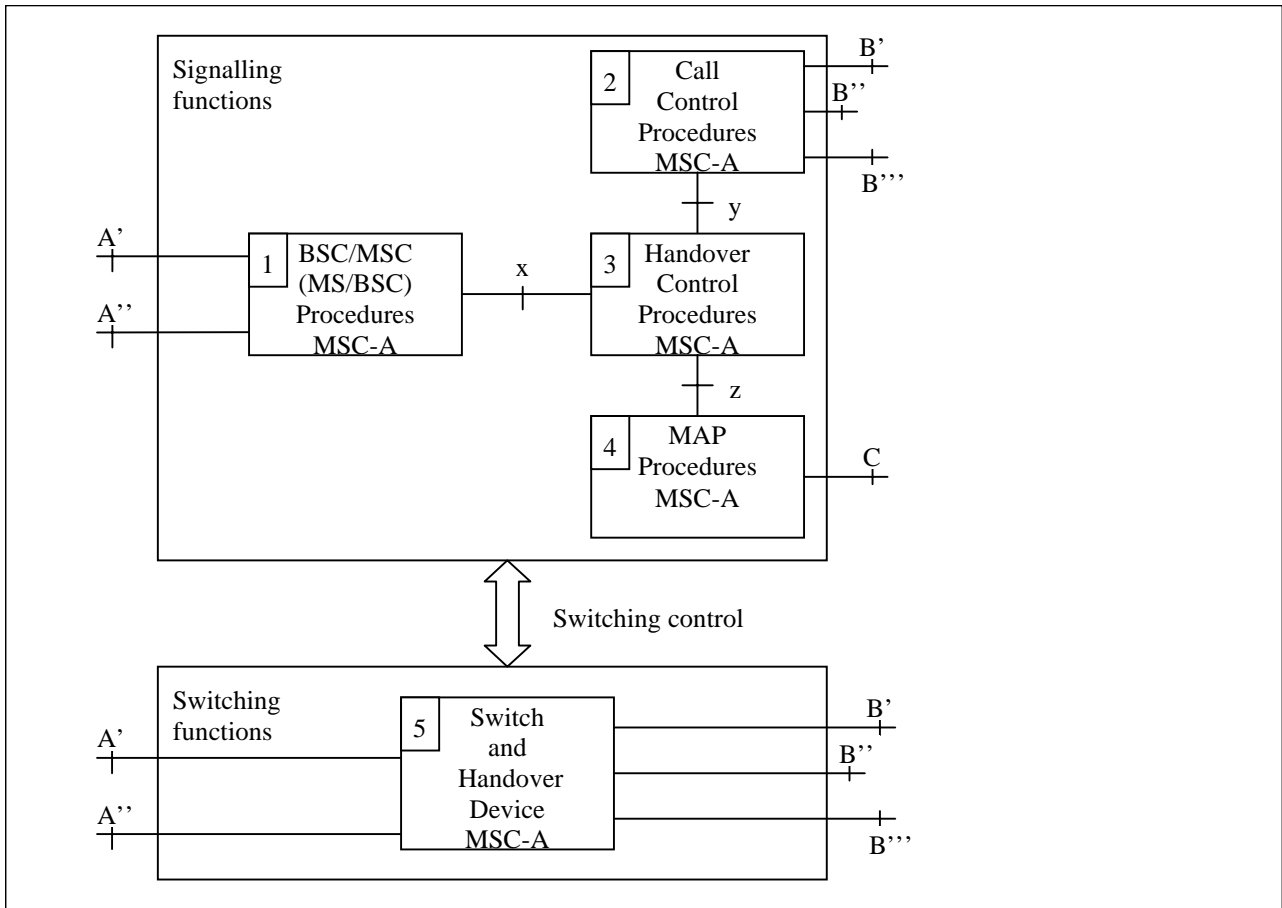 Signalling
functions
2
Call
Control
Procedures
MSC-A
B'
B''
B'''
y
A'
A''
1
BSC/MSC
(MS/BSC)
Procedures
MSC-A
x
3
Handover
Control
Procedures
MSC-A
z
4
MAP
Procedures
MSC-A
C
Switching control
Switching
functions
A'
A''
5
Switch
and
Handover
Device
MSC-A
B'
B''
B'''